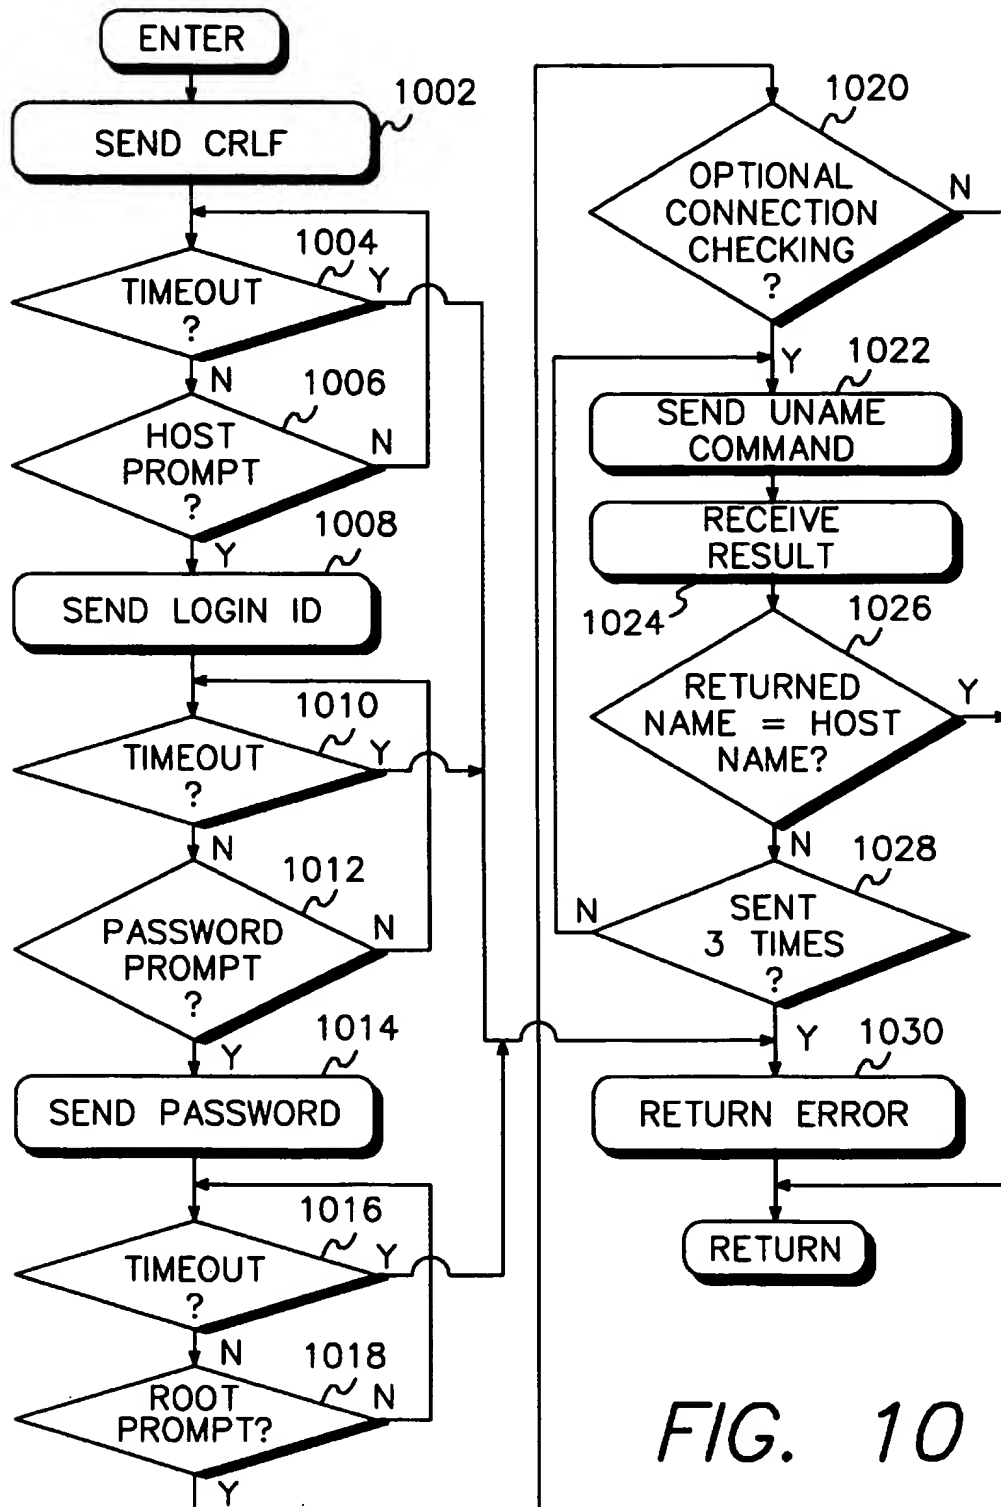 ENTER
1002
SEND CRLF
1004
TIMEOUT
?
Y
N
1006
HOST
PROMPT
?
N
Y
1008
SEND LOGIN ID
1010
TIMEOUT
?
Y
N
1012
PASSWORD
PROMPT
?
N
Y
1014
SEND PASSWORD
1016
TIMEOUT
?
Y
N
1018
ROOT
PROMPT?
N
Y
1020
OPTIONAL
CONNECTION
CHECKING
?
N
Y
1022
SEND UNAME
COMMAND
RECEIVE
RESULT
1024
1026
RETURNED
NAME = HOST
NAME?
Y
N
1028
SENT
3 TIMES
?
N
Y
1030
RETURN ERROR
RETURN
FIG. 10